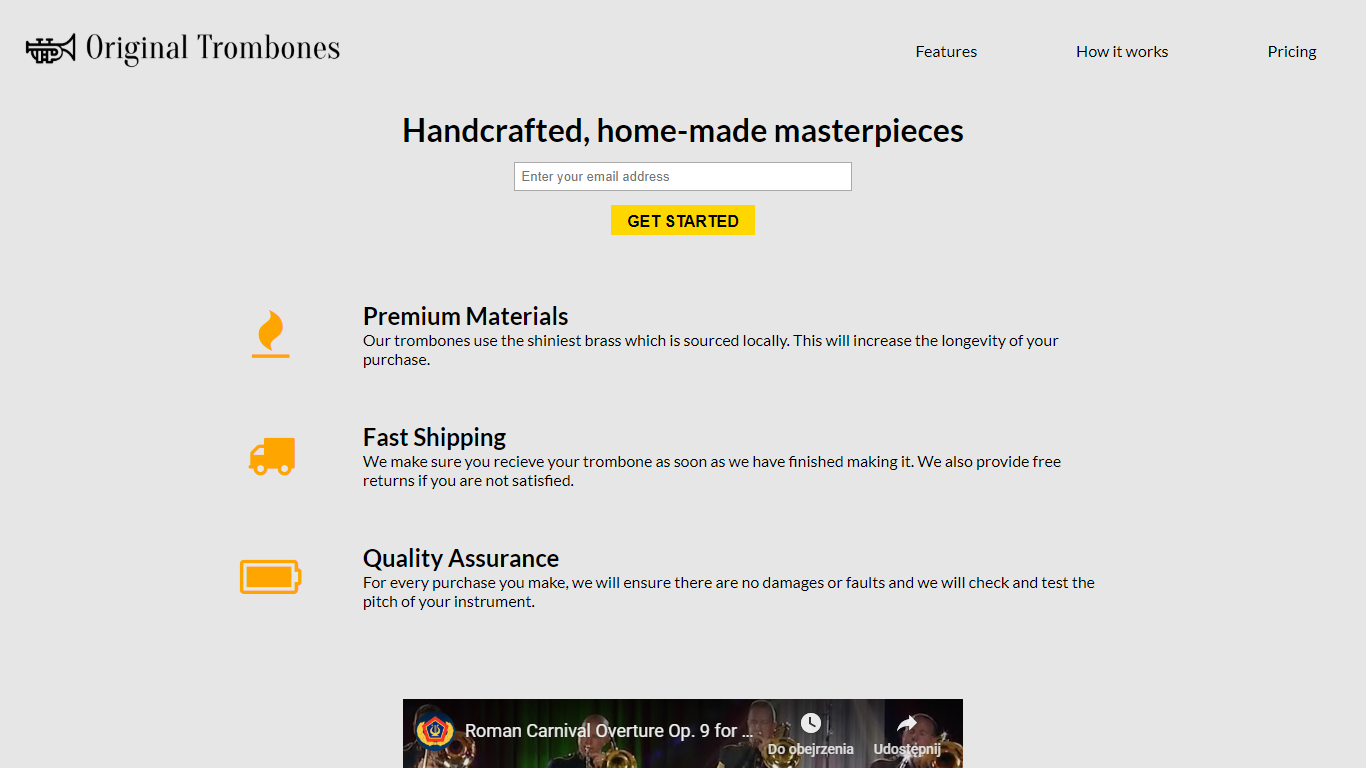 Original Trombones
Features
How it works
Pricing
Handcrafted, home-made masterpieces
Enter your email address
GET STARTED
Premium Materials
Our trombones use the shiniest brass which is sourced locally. This will increase the longevity of your
purchase.
Fast Shipping
We make sure you recieve your trombone as soon as we have finished making it. We also provide free
returns if you are not satisfied.
Quality Assurance
For every purchase you make, we will ensure there are no damages or faults and we will check and test the
pitch of your instrument.
Roman Carnival Overture Op. 9 for ...
Do obejrzenia
Udostępnij